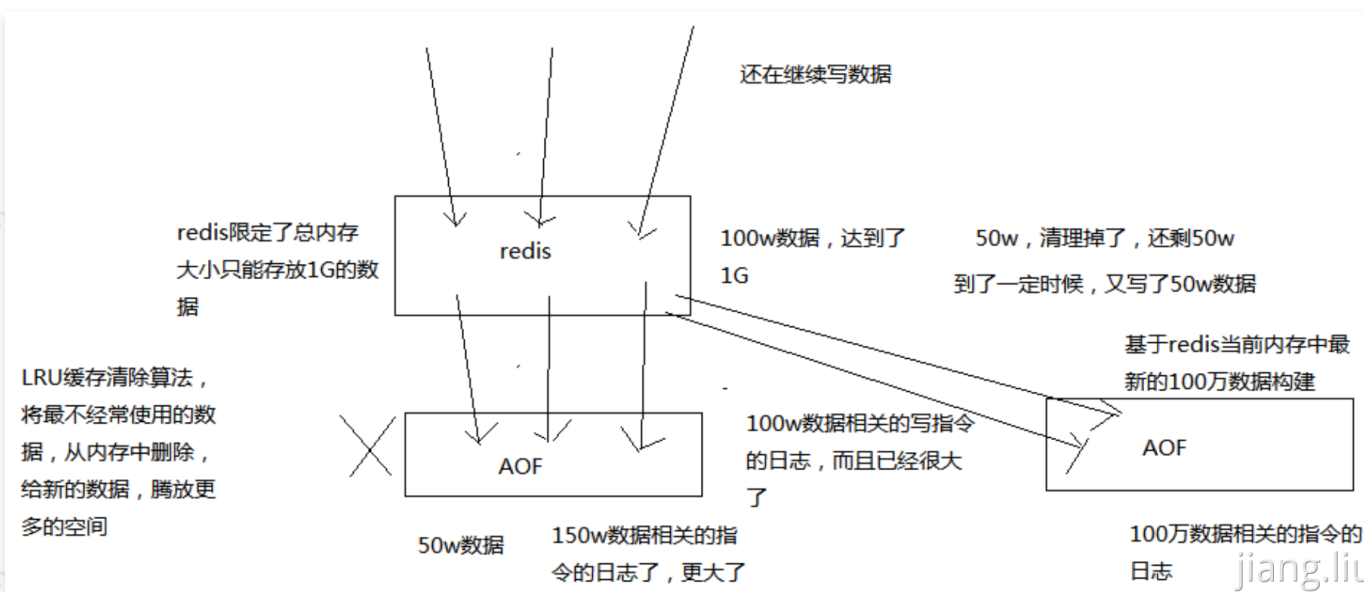 还在继续写数据
redis限定了总内存
大小只能存放1G的数
据
redis
100w数据，达到了
1G
50w，清理掉了，还剩50w
到了一定时候，又写了50w数据
基于redis当前内存中最
新的100万数据构建
LRU缓存清除算法，
将最不经常使用的数
据，从内存中删除，
给新的数据，腾放更
多的空间
AOF
100w数据相关的写指令
的日志，而且已经很大
了
AOF
50w数据
150w数据相关的指
令的日志了，更大了
100万数据相关的指令的
日志
jiang.liu